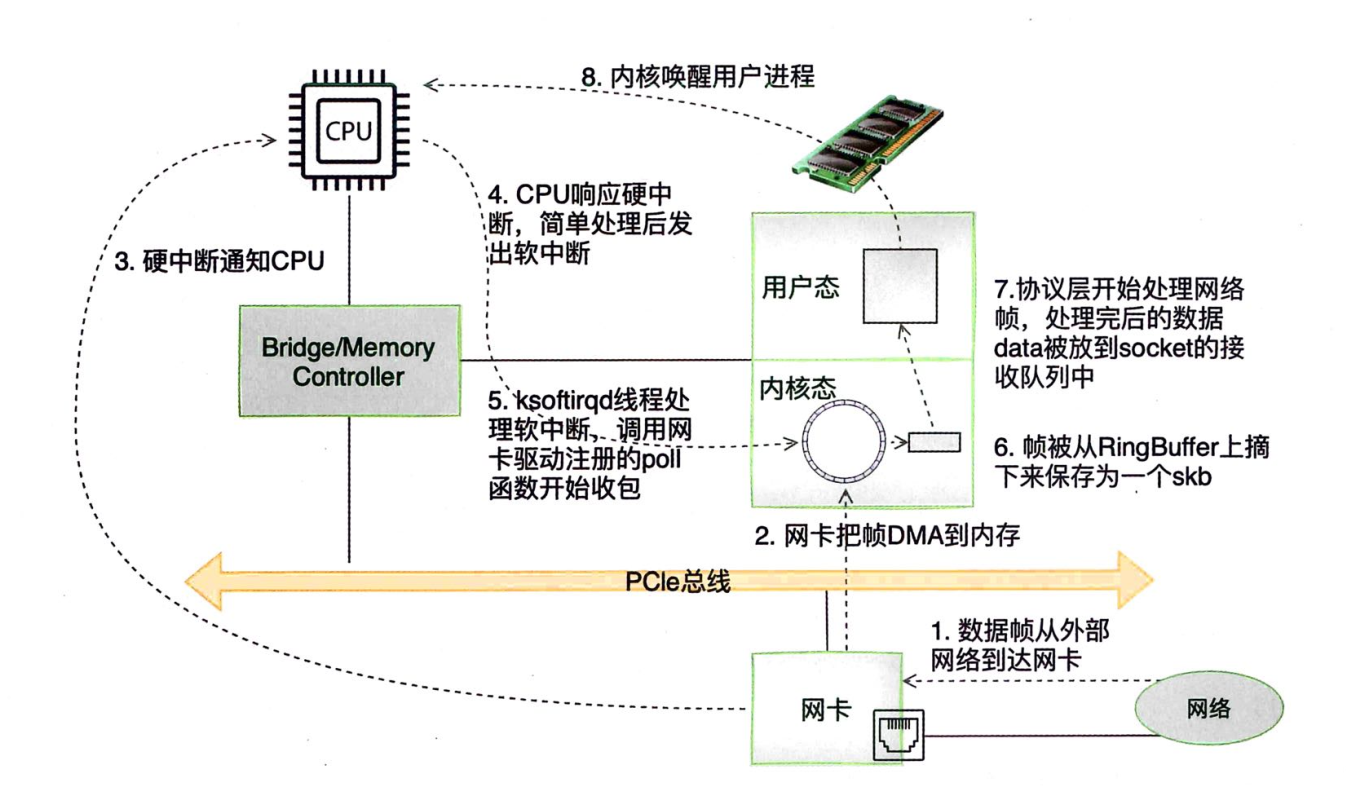 8. 内核唤醒用户进程
CPU
4. CPU响应硬中
断，简单处理后发
出软中断
3. 硬中断通知CPU
用户态
7.协议层开始处理网络
帧，处理完后的数据
data被放到socket的接
收队列中
Bridge/Memory
Controller
内核态
5. ksoftirqd线程处
理软中断，调用网
卡驱动注册的poll
函数开始收包
6. 帧被从RingBuffer上摘
下来保存为一个skb
2. 网卡把帧DMA到内存
PCIe总线
1. 数据帧从外部
网络到达网卡
网卡
网络